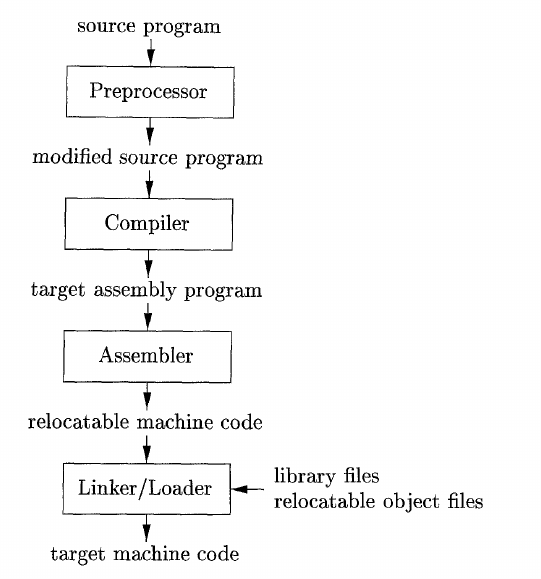 source program
Preprocessor
modified source program
Compiler
target assembly program
Assembler
relocatable machine code
Linker/Loader
library files
relocatable object files
target machine code